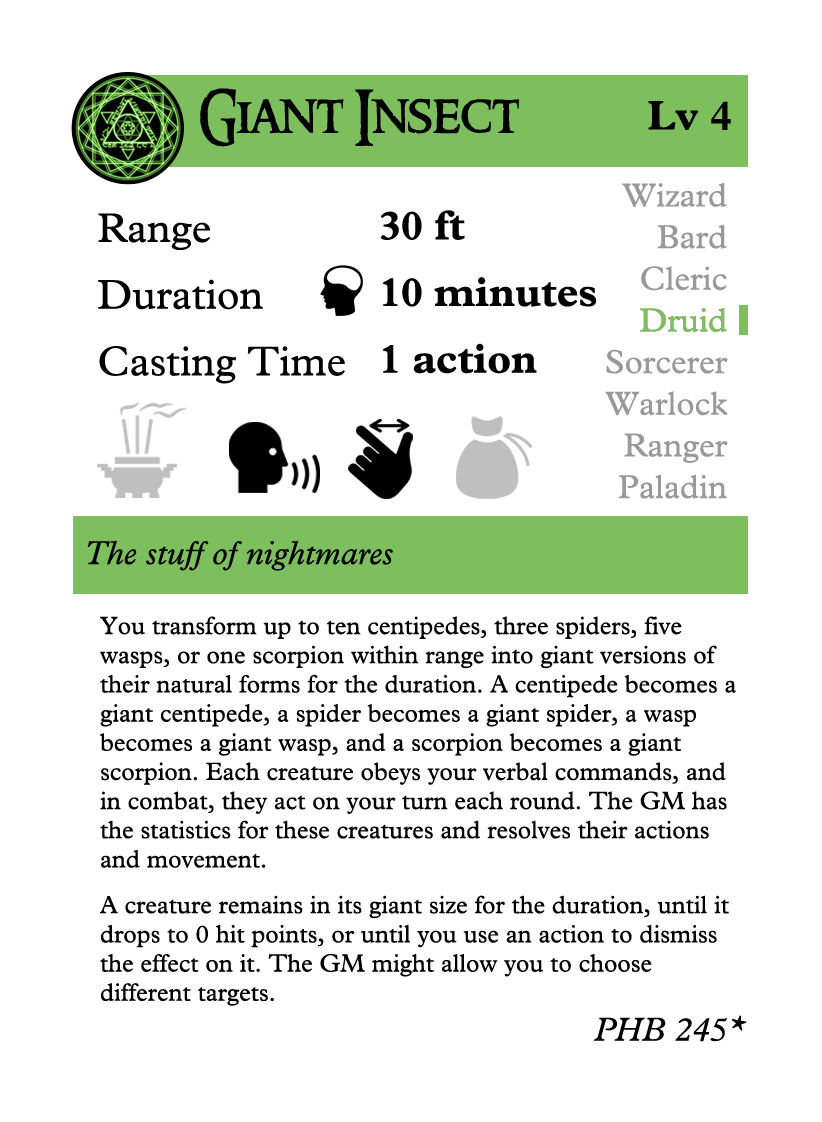 Giant Insect
Lv 4
Range 30 ft
Duration 10 minutes
Casting Time 1 action
Wizard
Bard
Cleric
Druid
Sorcerer
Warlock
Ranger
Paladin
The stuff of nightmares
You transform up to ten centipedes, three spiders, five
wasps, or one scorpion within range into giant versions of
their natural forms for the duration. A centipede becomes a
giant centipede, a spider becomes a giant spider, a wasp
becomes a giant wasp, and a scorpion becomes a giant
scorpion. Each creature obeys your verbal commands, and
in combat, they act on your turn each round. The GM has
the statistics for these creatures and resolves their actions
and movement.
A creature remains in its giant size for the duration, until it
drops to 0 hit points, or until you use an action to dismiss
the effect on it. The GM might allow you to choose
different targets.
PHB 245*